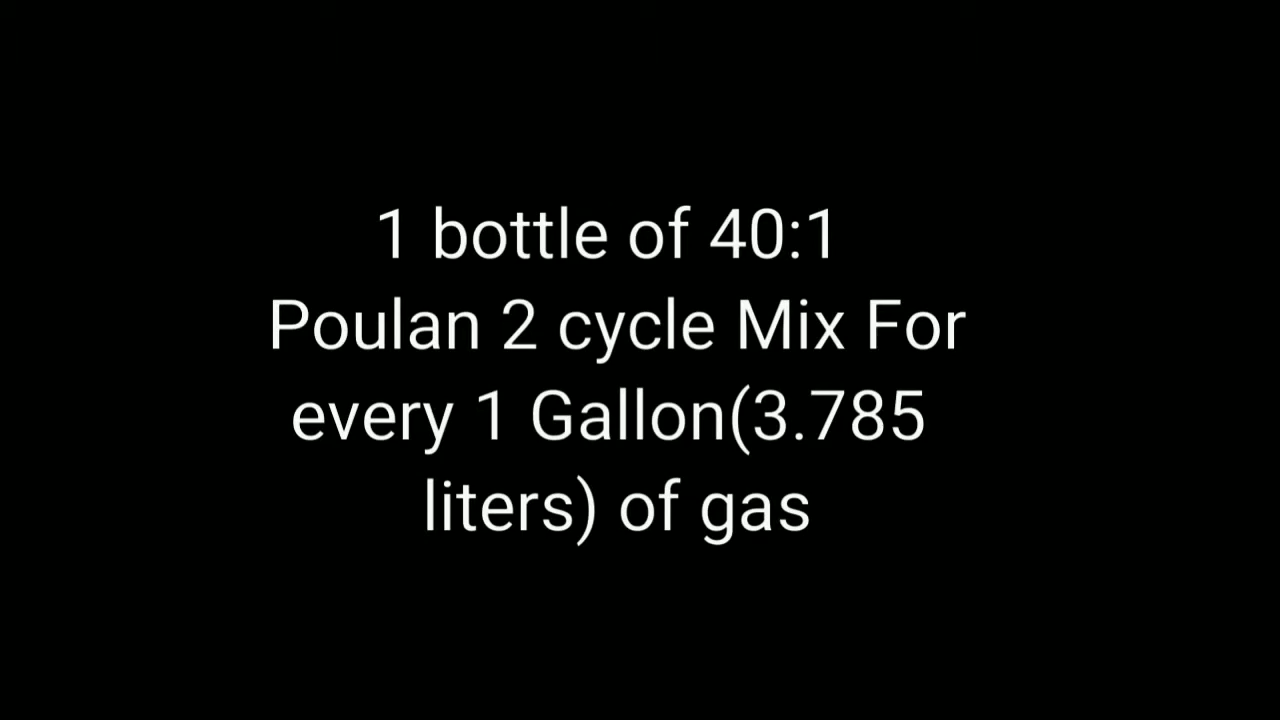 1 bottle of 40:1
Poulan 2 cycle Mix For
every 1 Gallon(3.785
liters) of gas